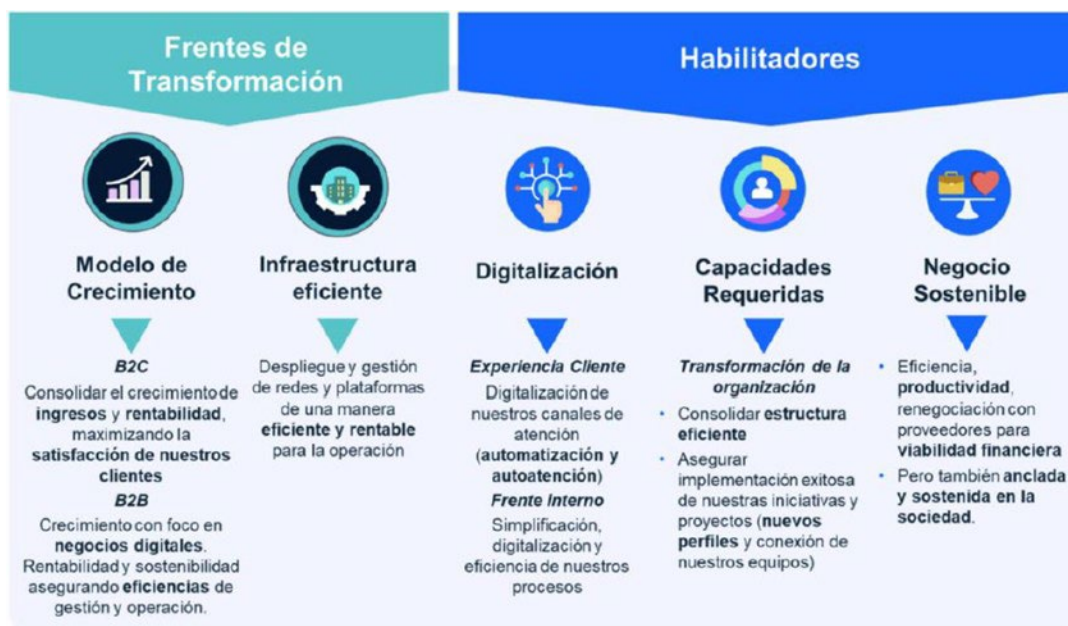 Frentes de
Transformación
Habilitadores
Modelo de
Crecimiento
B2C
Consolidar el crecimiento de
ingresos y rentabilidad,
maximizando la
satisfacción de nuestros
clientes
B2B
Crecimiento con foco en
negocios digitales.
Rentabilidad y sostenibilidad
asegurando eficiencias de
gestión y operación.
Infraestructura
eficiente
Despliegue y gestión
de redes y plataformas
de una manera
eficiente y rentable
para la operación
Digitalización
Experiencia Cliente
Digitalización de
nuestros canales de
atención
(automatización y
autoatención)
Frente Interno
Simplificación,
digitalización y
eficiencia de nuestros
procesos
Capacidades
Requeridas
Transformación de la
organización
• Consolidar estructura
eficiente
• Asegurar
implementación exitosa
de nuestras iniciativas y
proyectos (nuevos
perfiles y conexión de
nuestros equipos)
Negocio
Sostenible
• Eficiencia,
productividad,
renegociación con
proveedores para
viabilidad financiera
• Pero también anclada
y sostenida en la
sociedad.